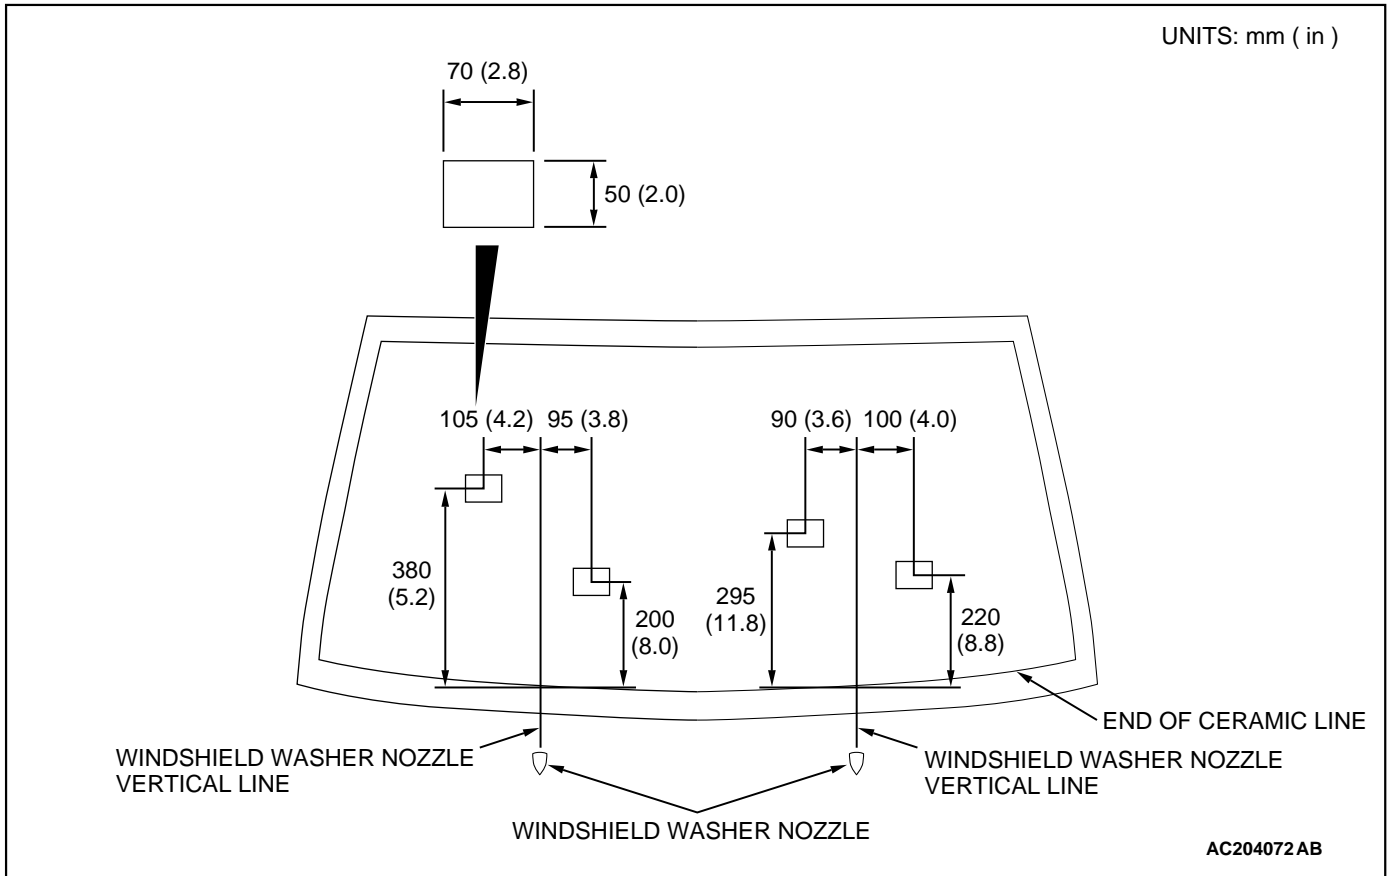 UNITS: mm ( in )
70 (2.8)
50 (2.0)
105 (4.2)
95 (3.8)
90 (3.6)
100 (4.0)
380
(5.2)
200
(8.0)
295
(11.8)
220
(8.8)
END OF CERAMIC LINE
WINDSHIELD WASHER NOZZLE
VERTICAL LINE
WINDSHIELD WASHER NOZZLE
VERTICAL LINE
WINDSHIELD WASHER NOZZLE
AC204072AB